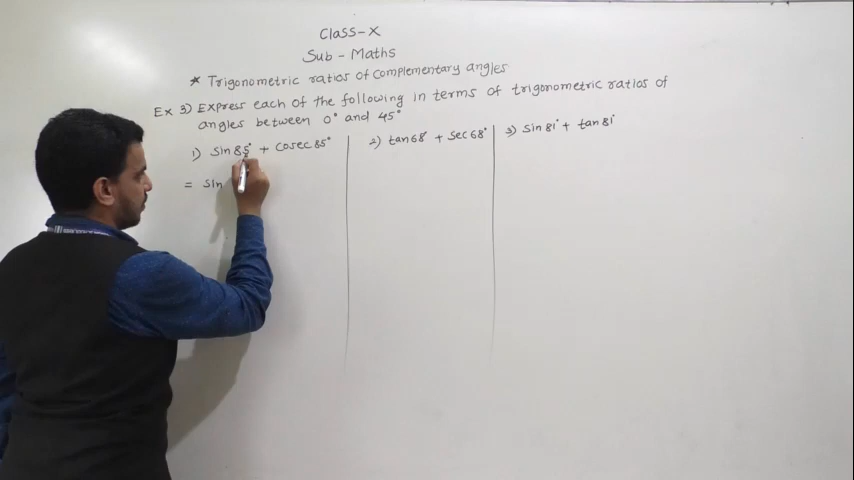 Class-X
Sub - Maths
* Trigonometric ratios of complementary angles
Ex 3) Express each of the following in terms of trigonometric ratios of
angles between 0° and 45°
1) Sin 85° + Cosec 85°
= Sin
2) tan 68° + Sec 68°
3) Sin 81° + tan 81°